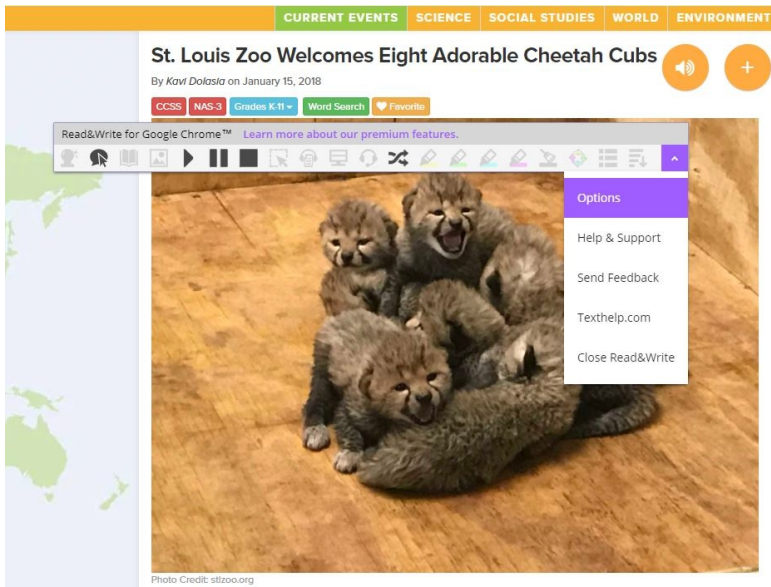 CURRENT EVENTS SCIENCE SOCIAL STUDIES WORLD ENVIRONMENT
St. Louis Zoo Welcomes Eight Adorable Cheetah Cubs
By Kavi Dolasia on January 15, 2018
CCSS NAS-3 Grades K-11 Word Search Favorite
Read&Write for Google Chrome™ Learn more about our premium features.
Options
Help & Support
Send Feedback
Texthelp.com
Close Read&Write
Photo Credit: stlzoo.org